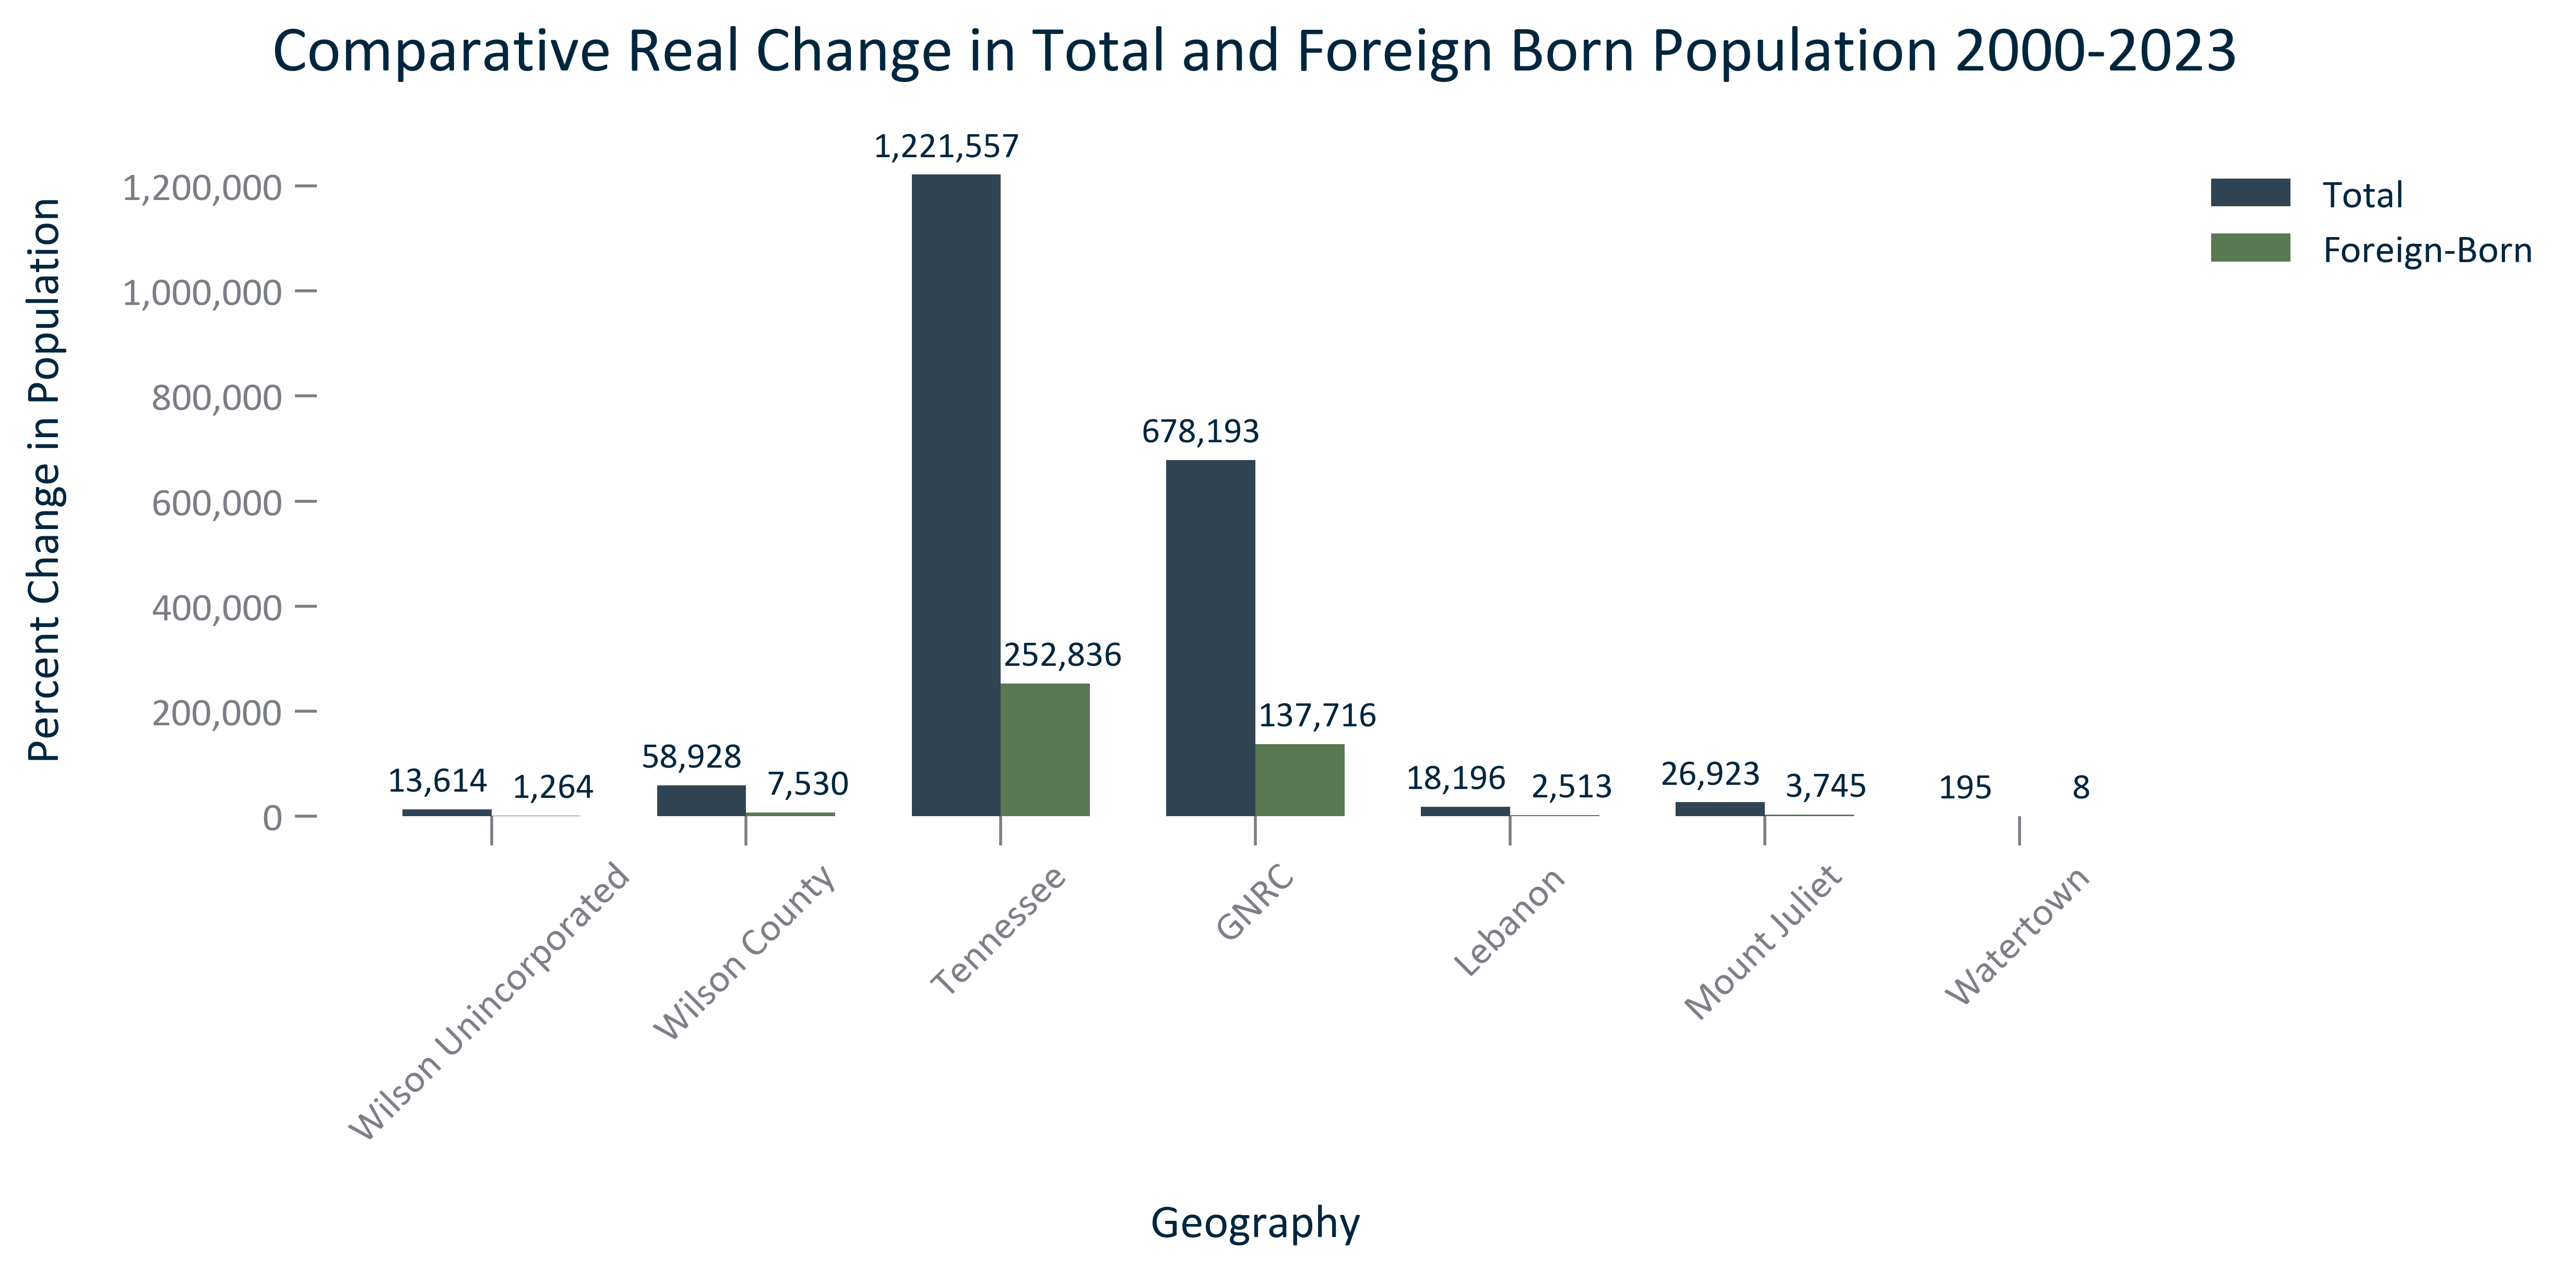 Comparative Real Change in Total and Foreign Born Population 2000-2023
Percent Change in Population
1,200,000
1,000,000
800,000
600,000
400,000
200,000
0
13,614
1,264
58,928
7,530
1,221,557
252,836
678,193
137,716
18,196
2,513
26,923
3,745
195
8
Total
Foreign-Born
Wilson Unincorporated
Wilson County
Tennessee
GNRC
Lebanon
Mount Juliet
Watertown
Geography